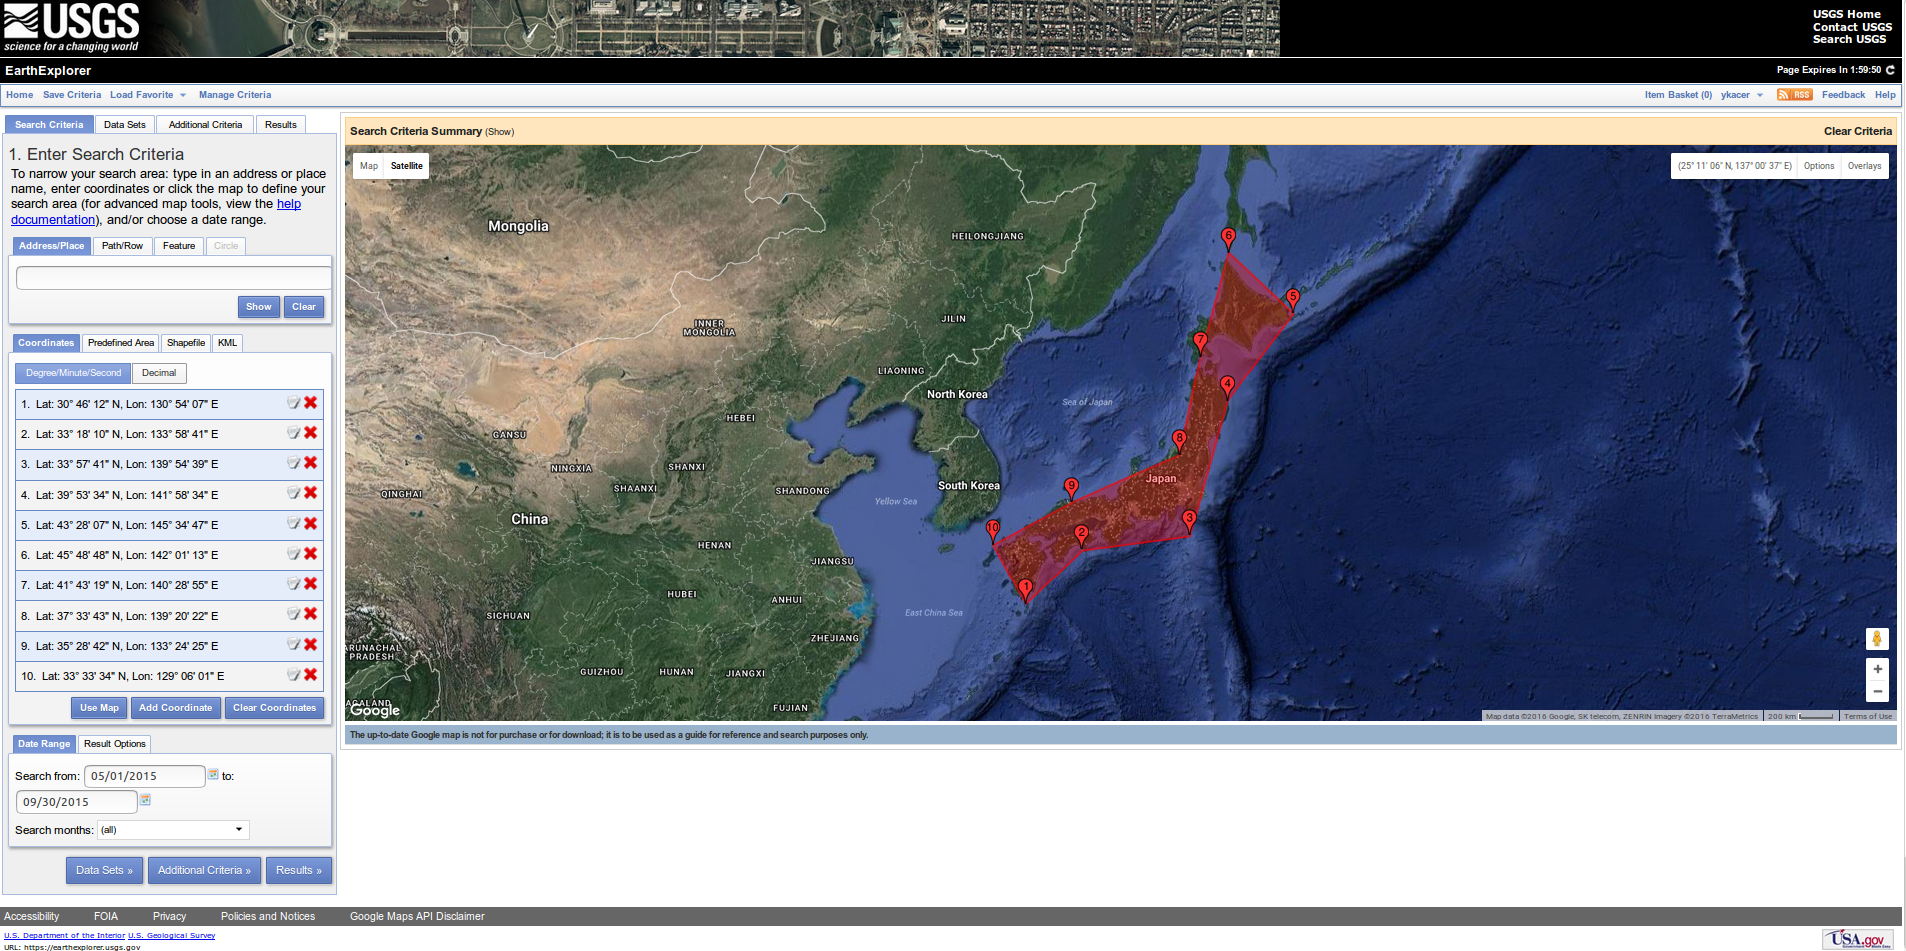 USGS
science for a changing world
USGS Home
Contact USGS
Search USGS
EarthExplorer
Page Expires In 1:59:50
Home Save Criteria Load Favorite Manage Criteria
Item Basket (0) ykacer RSS Feedback Help
Search Criteria Data Sets Additional Criteria Results
1. Enter Search Criteria
To narrow your search area: type in an address or place
name, enter coordinates or click the map to define your
search area (for advanced map tools, view the help
documentation), and/or choose a date range.
Address/Place Path/Row Feature Circle
Show Clear
Coordinates Predefined Area Shapefile KML
Degree/Minute/Second Decimal
1. Lat: 30° 46' 12" N, Lon: 130° 54' 07" E
2. Lat: 33° 18' 10" N, Lon: 133° 58' 41" E
3. Lat: 33° 57' 41" N, Lon: 139° 54' 39" E
4. Lat: 39° 53' 34" N, Lon: 141° 58' 34" E
5. Lat: 43° 28' 07" N, Lon: 145° 34' 47" E
6. Lat: 45° 48' 48" N, Lon: 142° 01' 13" E
7. Lat: 41° 43' 19" N, Lon: 140° 28' 55" E
8. Lat: 37° 33' 43" N, Lon: 139° 20' 22" E
9. Lat: 35° 28' 42" N, Lon: 133° 24' 25" E
10. Lat: 33° 33' 34" N, Lon: 129° 06' 01" E
Use Map Add Coordinate Clear Coordinates
Date Range Result Options
Search from: 05/01/2015 to:
09/30/2015
Search months: (all)
Data Sets » Additional Criteria » Results »
Search Criteria Summary (Show)
Clear Criteria
Map Satellite
(25° 11' 06" N, 137° 00' 37" E) Options Overlays
Mongolia
HEILONGJIANG
6
5
JILIN
INNER
MONGOLIA
7
LIAONING
4
North Korea
Sea of Japan
HEBEI
GANSU
8
NINGXIA
SHANXI
Japan
SHAANXI
SHANDONG
South Korea
9
QINGHAI
Yellow Sea
China
3
10
2
HENAN
JIANGSU
1
HUBEI
ANHUI
SICHUAN
East China Sea
ZHEJIANG
ARUNACHAL
PRADESH
GUIZHOU
HUNAN
JIANGXI
NAGALAND
FUJIAN
Google
Map data ©2016 Google, SK telecom, ZENRIN Imagery ©2016 TerraMetrics 200 km Terms of Use
The up-to-date Google map is not for purchase or for download; it is to be used as a guide for reference and search purposes only.
Accessibility FOIA Privacy Policies and Notices Google Maps API Disclaimer
U.S. Department of the Interior U.S. Geological Survey
URL: https://earthexplorer.usgs.gov
USA.gov